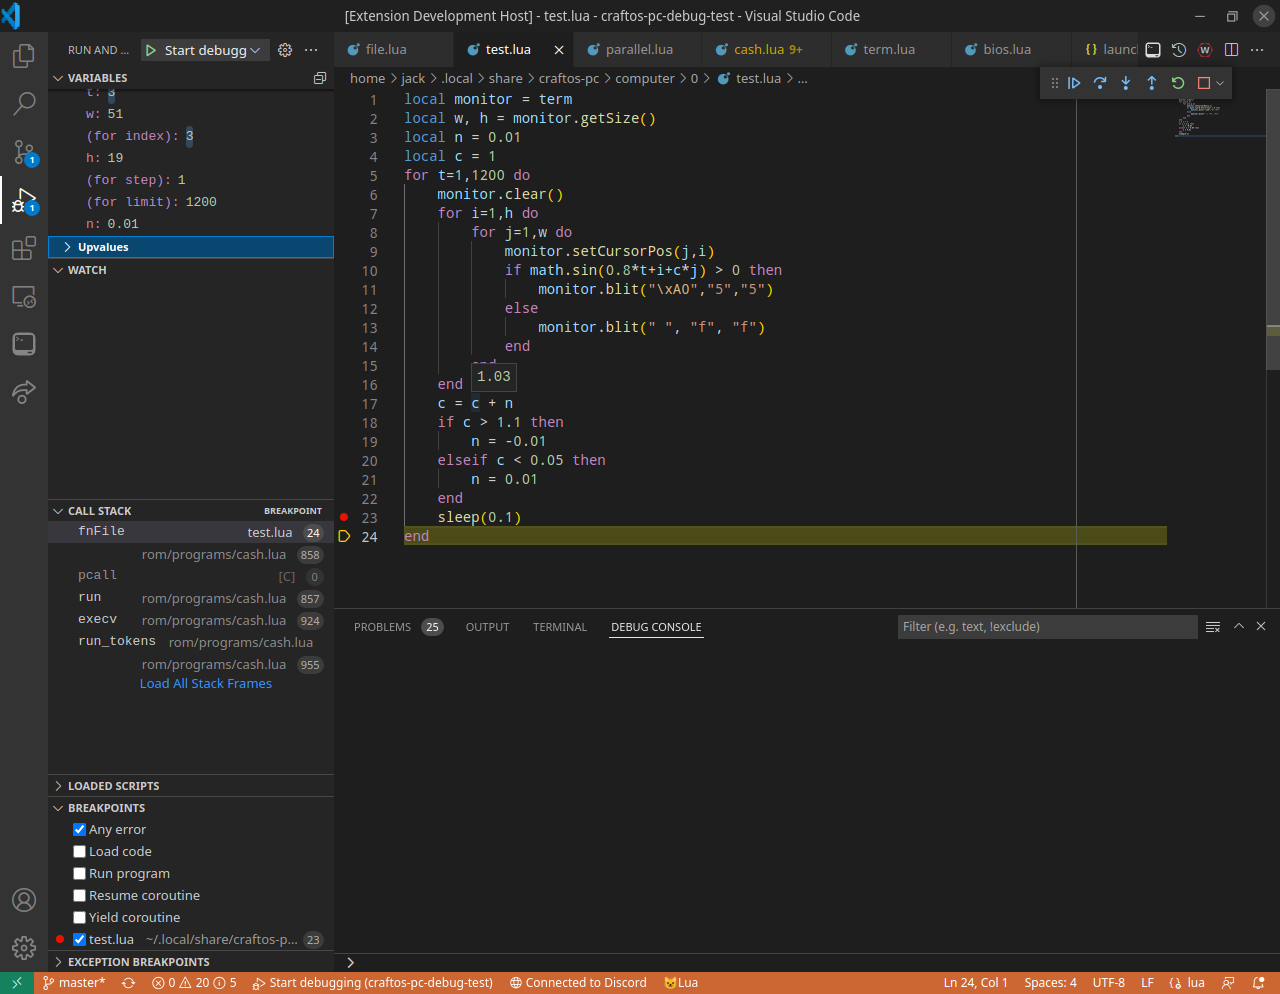 [Extension Development Host] - test.lua - craftos-pc-debug-test - Visual Studio Code
RUN AND ...
Start debugg
file.lua
test.lua
parallel.lua
cash.lua 9+
term.lua
bios.lua
{} launc
VARIABLES
t: 3
w: 51
(for index): 3
h: 19
(for step): 1
(for limit): 1200
n: 0.01
Upvalues
WATCH
CALL STACK
BREAKPOINT
fnFile test.lua 24
rom/programs/cash.lua 858
pcall [C] 0
run rom/programs/cash.lua 857
execv rom/programs/cash.lua 924
run_tokens rom/programs/cash.lua
rom/programs/cash.lua 955
Load All Stack Frames
LOADED SCRIPTS
BREAKPOINTS
Any error
Load code
Run program
Resume coroutine
Yield coroutine
test.lua ~/.local/share/craftos-p... 23
EXCEPTION BREAKPOINTS
1
1
home > jack > .local > share > craftos-pc > computer > 0 > test.lua > ...
1 local monitor = term
2 local w, h = monitor.getSize()
3 local n = 0.01
4 local c = 1
5 for t=1,1200 do
6 monitor.clear()
7 for i=1,h do
8 for j=1,w do
9 monitor.setCursorPos(j,i)
10 if math.sin(0.8*t+i+c*j) > 0 then
11 monitor.blit("\xA0","5","5")
12 else
13 monitor.blit(" ", "f", "f")
14 end
15 end
1.03
16 end
17 c = c + n
18 if c > 1.1 then
19 n = -0.01
20 elseif c < 0.05 then
21 n = 0.01
22 end
23 sleep(0.1)
24 end
PROBLEMS 25
OUTPUT
TERMINAL
DEBUG CONSOLE
Filter (e.g. text, !exclude)
>
master*
0 20 5
Start debugging (craftos-pc-debug-test)
Connected to Discord
Lua
Ln 24, Col 1
Spaces: 4
UTF-8
LF
lua